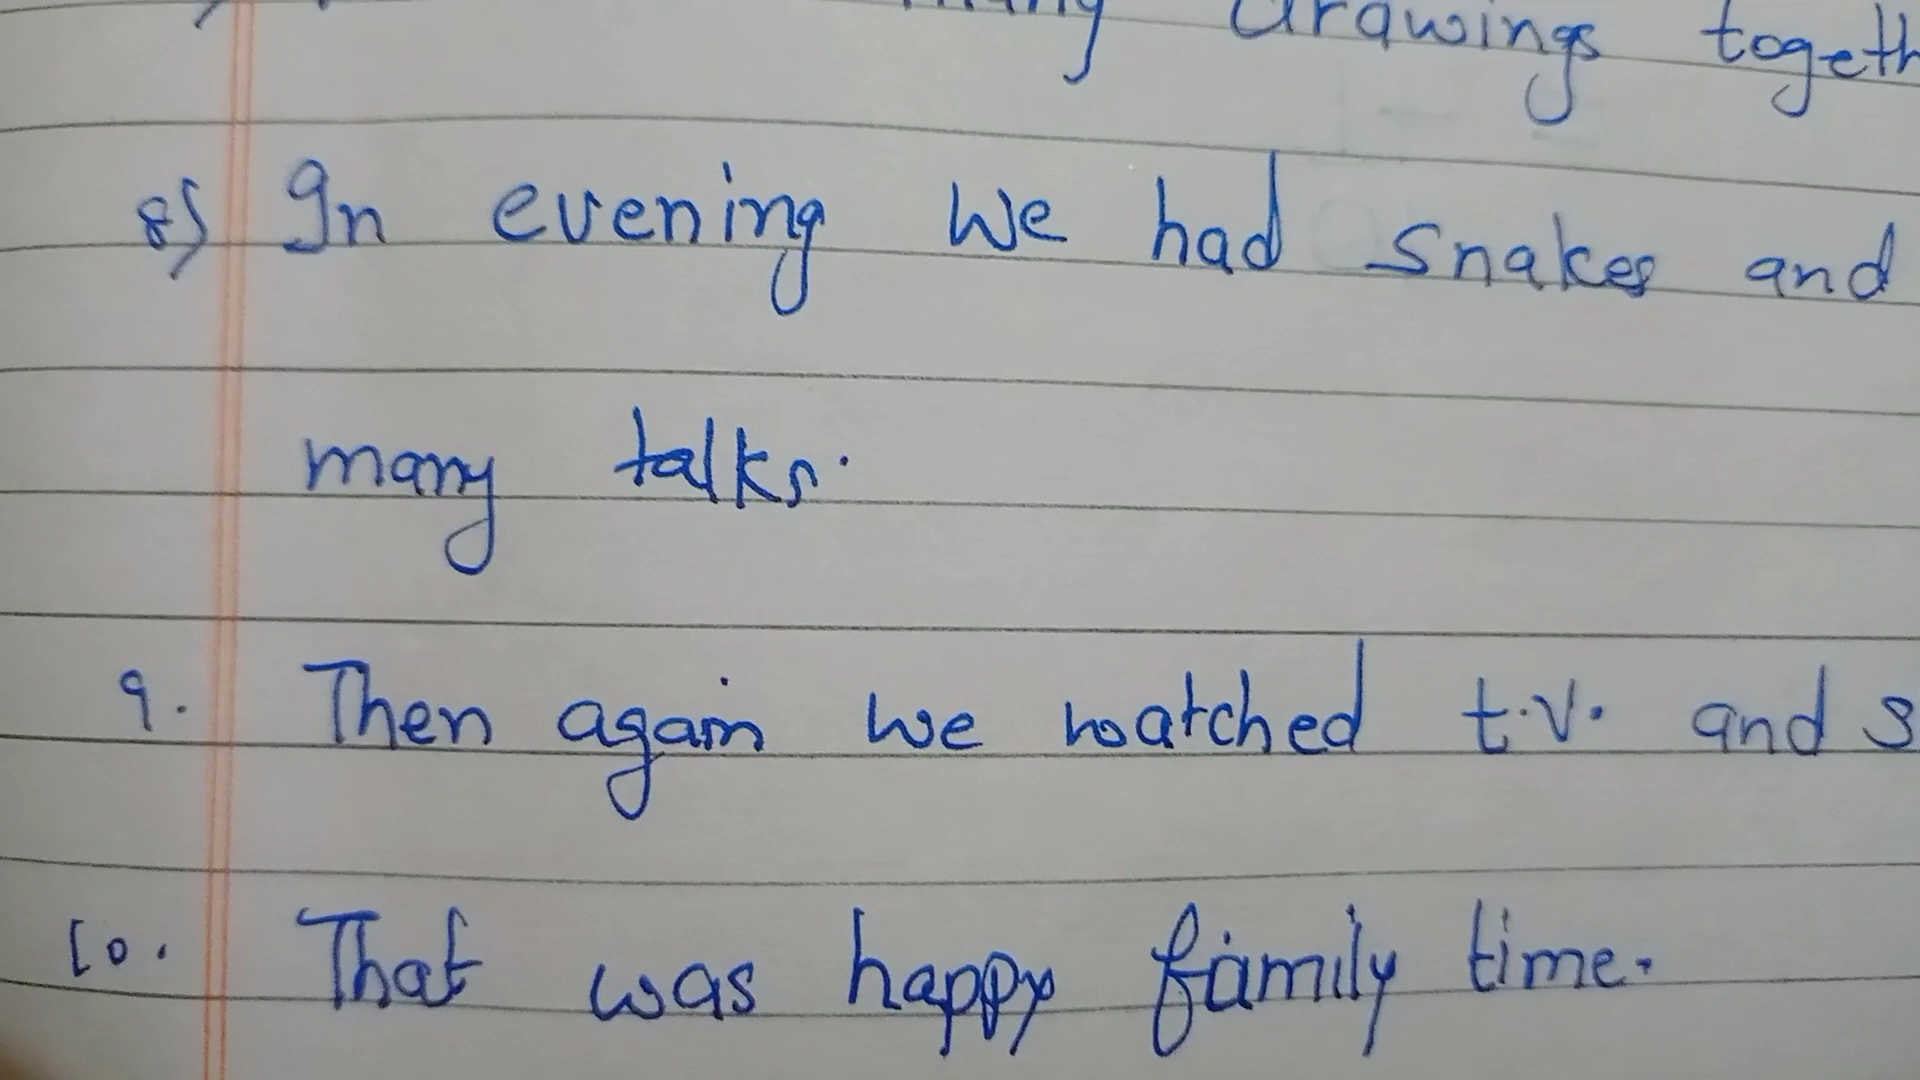 drawings togeth
8) In evening we had snakes and
many talks.
9. Then again we watched t.v. and s
10. That was happy family time.